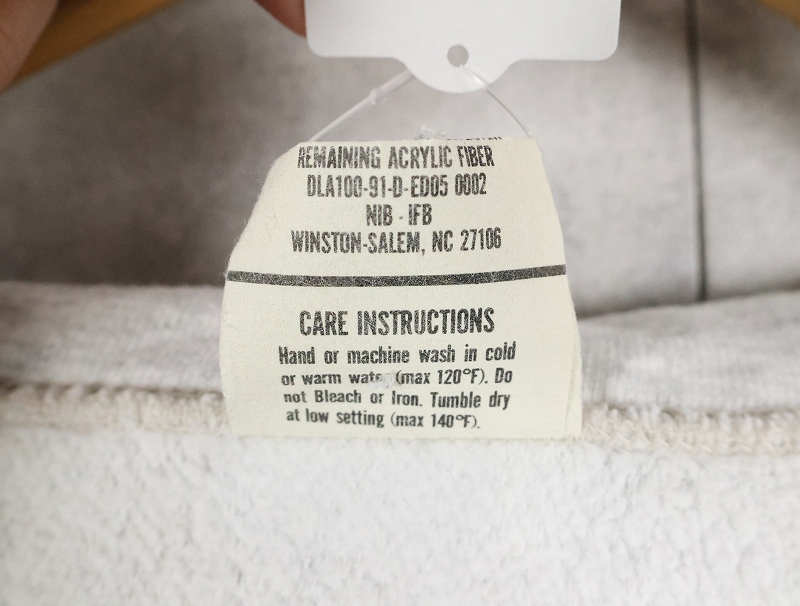 REMAINING ACRYLIC FIBER
DLA100-91-D-ED05 0002
NIB - IFB
WINSTON-SALEM, NC 27106
CARE INSTRUCTIONS
Hand or machine wash in cold
or warm water (max 120°F). Do
not Bleach or Iron. Tumble dry
at low setting (max 140°F).